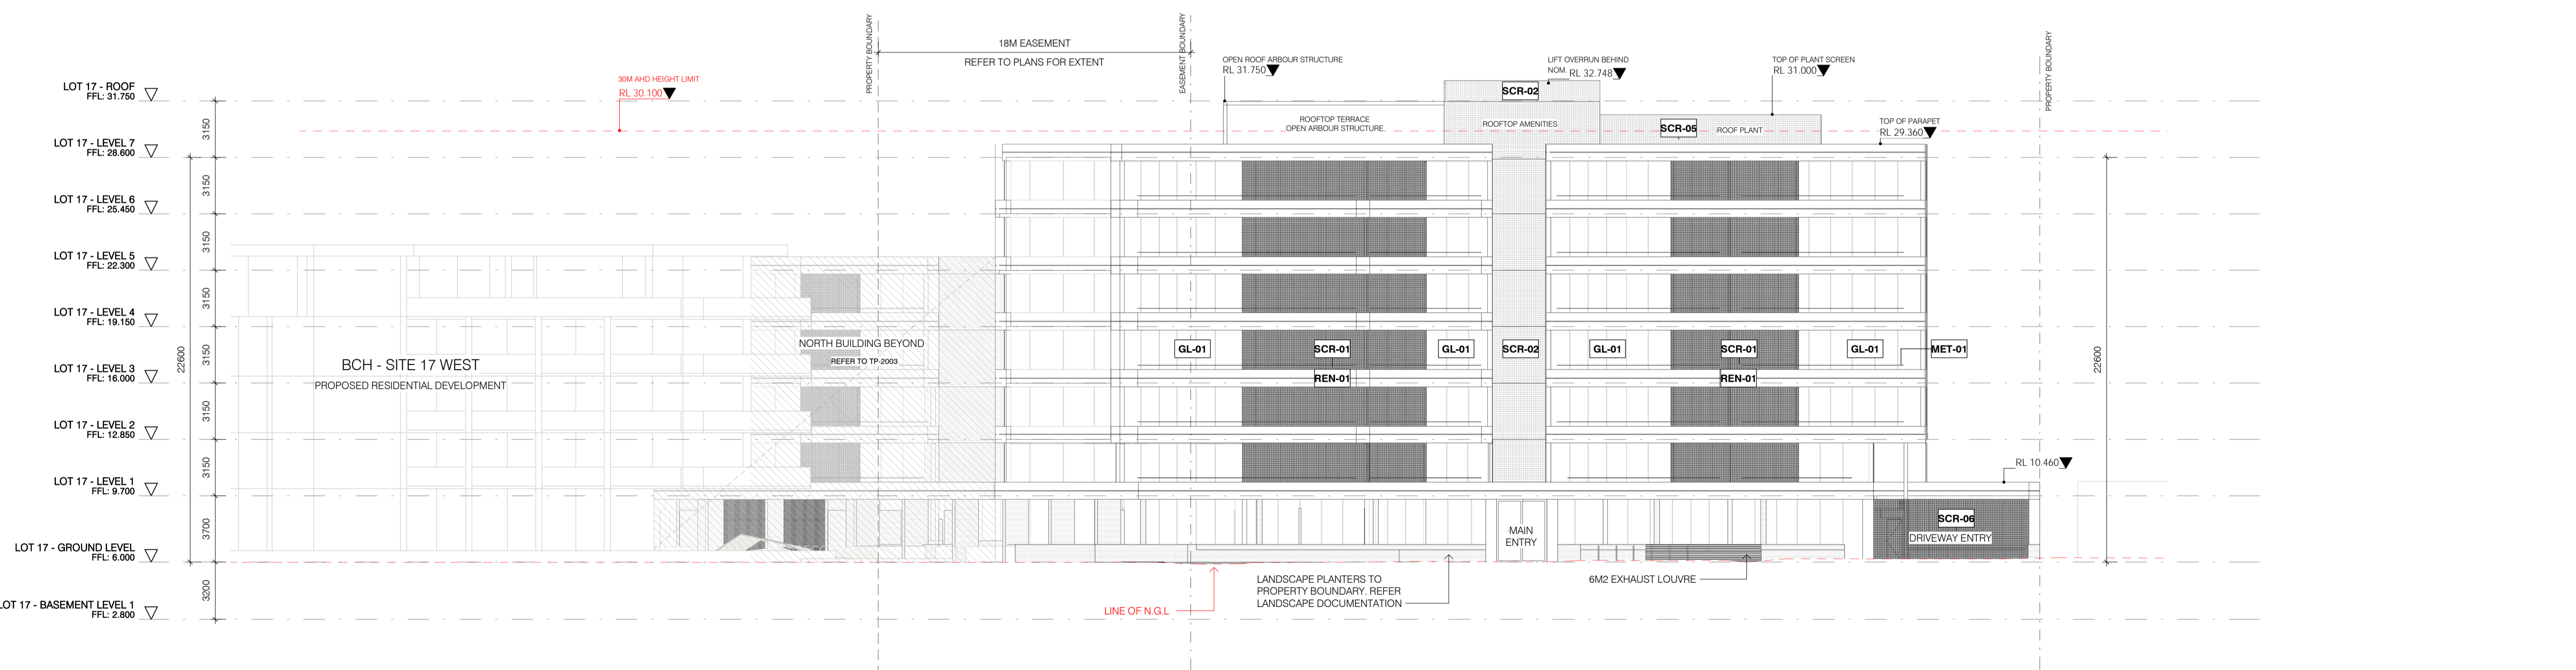 PROPERTY BOUNDARY
EASEMENT BOUNDARY
PROPERTY BOUNDARY
18M EASEMENT
REFER TO PLANS FOR EXTENT
30M AHD HEIGHT LIMIT
RL 30.100
OPEN ROOF ARBOUR STRUCTURE
RL 31.750
LIFT OVERRUN BEHIND
NOM. RL 32.748
TOP OF PLANT SCREEN
RL 31.000
TOP OF PARAPET
RL 29.360
LOT 17 - ROOF
FFL: 31.750
3150
LOT 17 - LEVEL 7
FFL: 28.600
3150
LOT 17 - LEVEL 6
FFL: 25.450
3150
LOT 17 - LEVEL 5
FFL: 22.300
3150
LOT 17 - LEVEL 4
FFL: 19.150
3150
LOT 17 - LEVEL 3
FFL: 16.000
3150
LOT 17 - LEVEL 2
FFL: 12.850
3150
LOT 17 - LEVEL 1
FFL: 9.700
3700
LOT 17 - GROUND LEVEL
FFL: 6.000
3200
LOT 17 - BASEMENT LEVEL 1
FFL: 2.800
22600
SCR-02
ROOFTOP TERRACE
OPEN ARBOUR STRUCTURE.
ROOFTOP AMENITIES
SCR-05
ROOF PLANT
BCH - SITE 17 WEST
PROPOSED RESIDENTIAL DEVELOPMENT
NORTH BUILDING BEYOND
REFER TO TP-2003
GL-01
SCR-01
GL-01
SCR-02
GL-01
SCR-01
GL-01
MET-01
REN-01
REN-01
22600
RL 10.460
SCR-06
DRIVEWAY ENTRY
MAIN
ENTRY
LANDSCAPE PLANTERS TO
PROPERTY BOUNDARY. REFER
LANDSCAPE DOCUMENTATION
6M2 EXHAUST LOUVRE
LINE OF N.G.L